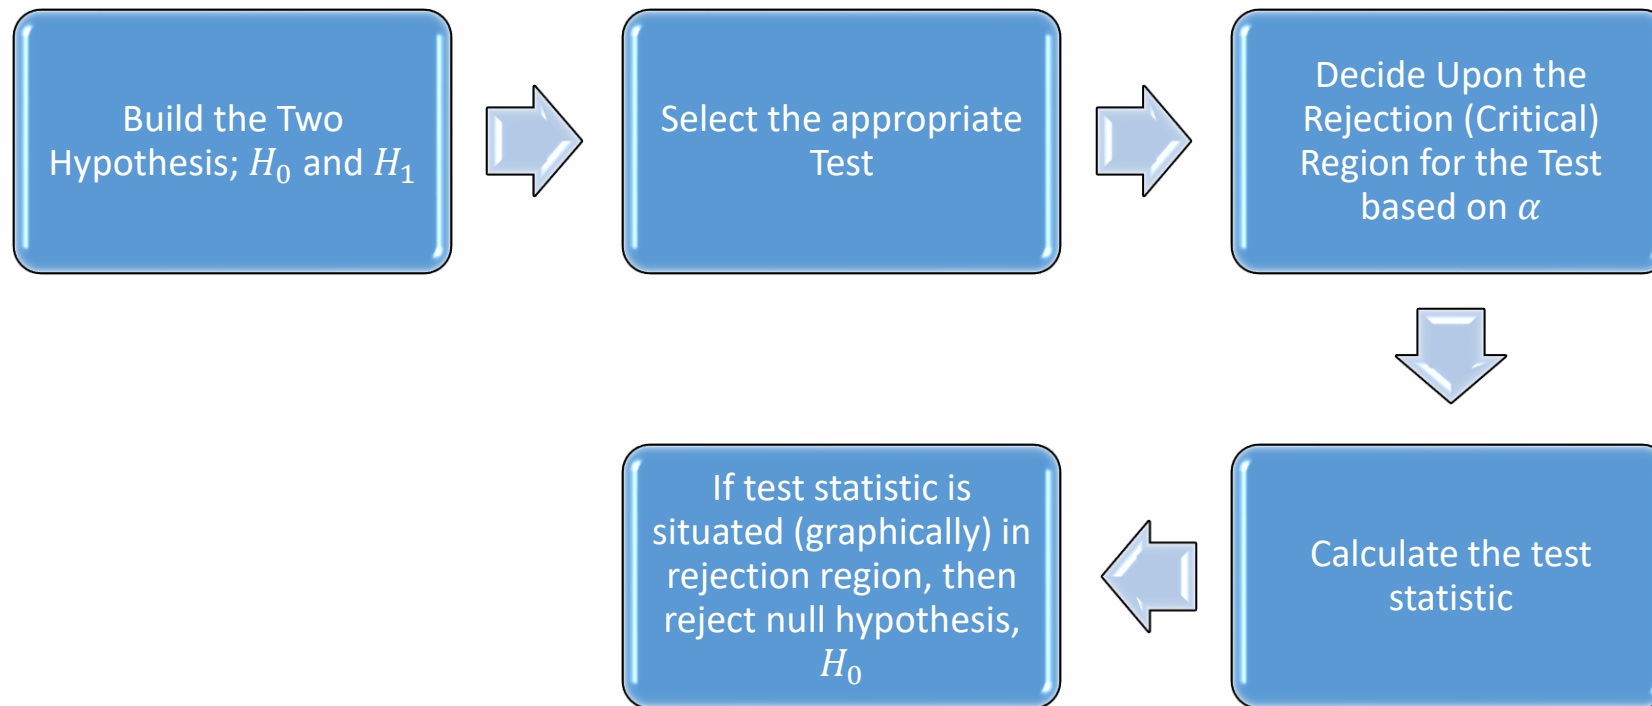 Build the Two
Hypothesis; H₀ and H₁
Select the appropriate
Test
Decide Upon the
Rejection (Critical)
Region for the Test
based on α
Calculate the test
statistic
If test statistic is
situated (graphically) in
rejection region, then
reject null hypothesis,
H₀